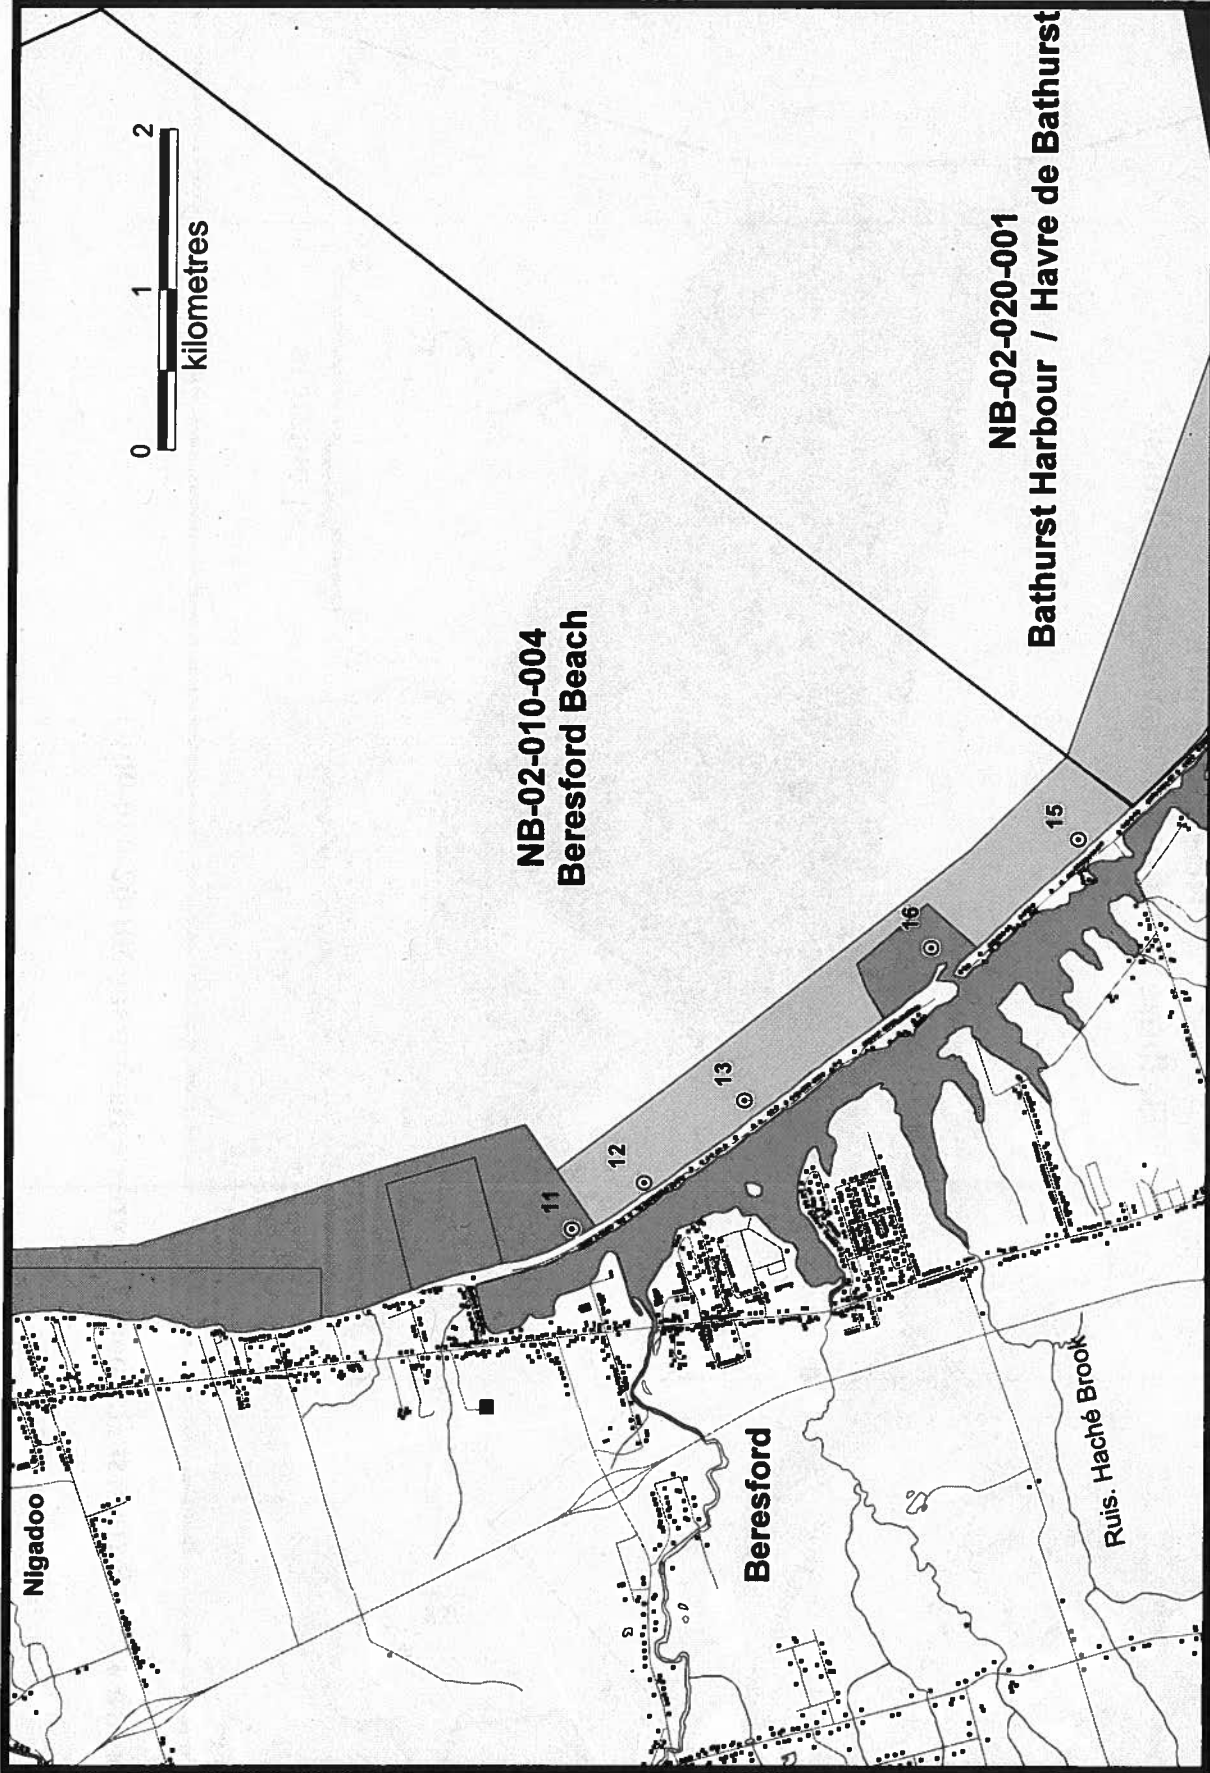 0 1 2
kilometres
NB-02-010-004
Beresford Beach
NB-02-020-001
Bathurst Harbour / Havre de Bathurst
11
12
13
16
15
Nigadoo
Beresford
Ruis. Haché Brook